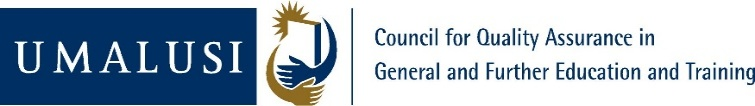 UMALUSI
Council for Quality Assurance in
General and Further Education and Training